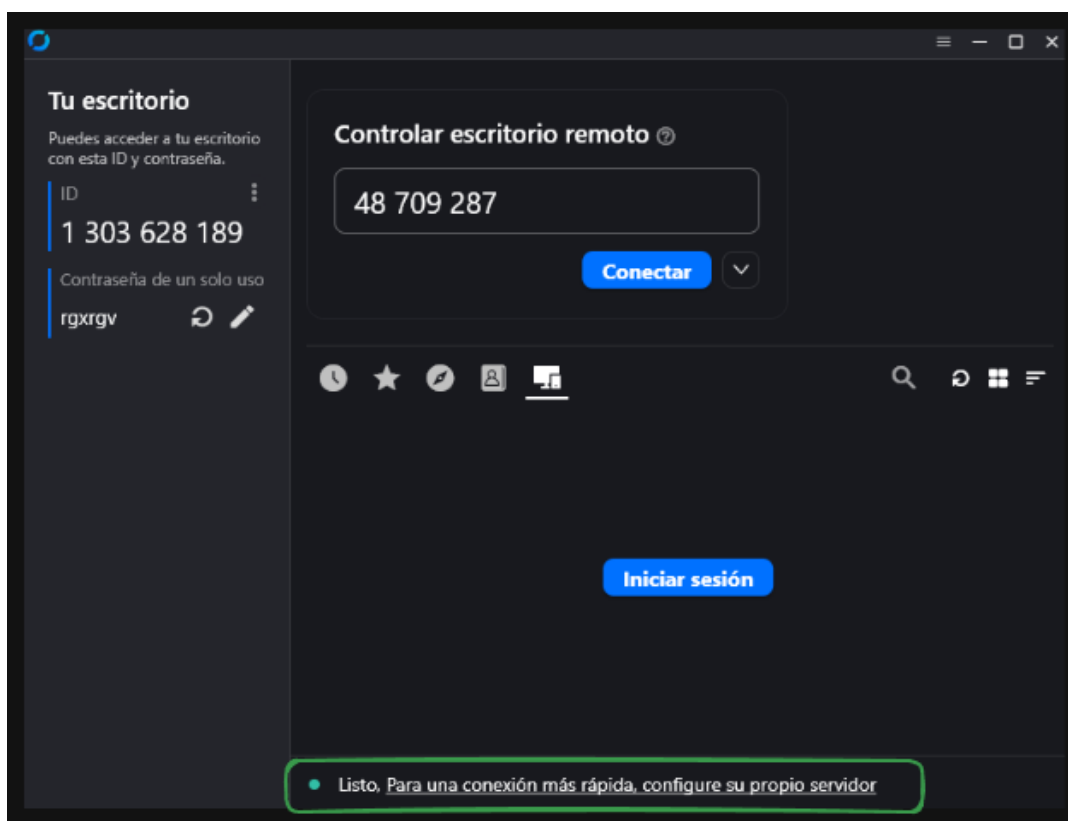 Tu escritorio
Puedes acceder a tu escritorio
con esta ID y contraseña.
ID
1 303 628 189
Contraseña de un solo uso
rgxrgv
Controlar escritorio remoto
48 709 287
Conectar
Iniciar sesión
Listo, Para una conexión más rápida, configure su propio servidor